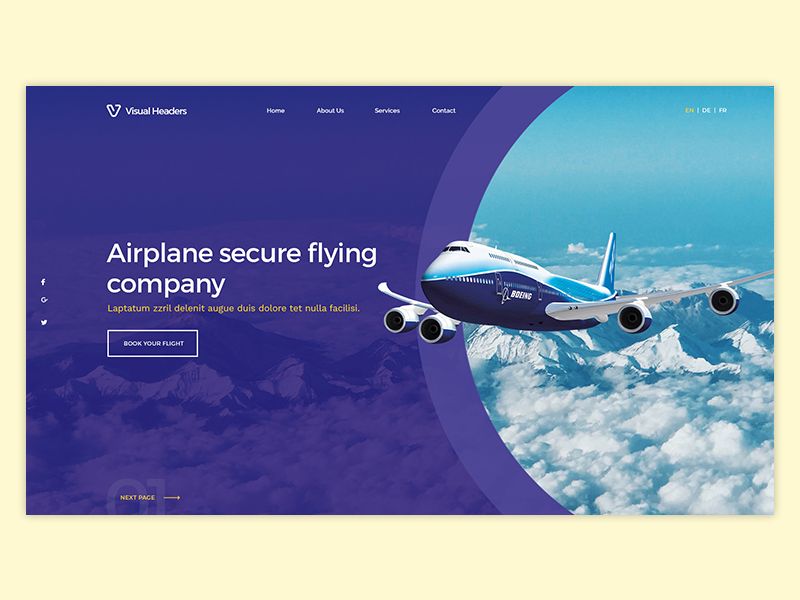 Visual Headers
Home
About Us
Services
Contact
EN | DE | FR
Airplane secure flying
company
Laptatum zzril delenit augue duis dolore tet nulla facilisi.
BOOK YOUR FLIGHT
BOEING
01
NEXT PAGE